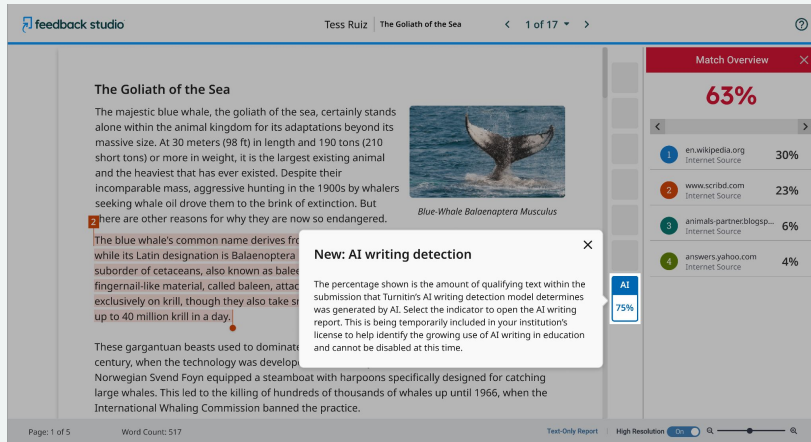 feedback studio
Tess Ruiz | The Goliath of the Sea
1 of 17
?
The Goliath of the Sea
The majestic blue whale, the goliath of the sea, certainly stands
alone within the animal kingdom for its adaptations beyond its
massive size. At 30 meters (98 ft) in length and 190 tons (210
short tons) or more in weight, it is the largest existing animal
and the heaviest that has ever existed. Despite their
incomparable mass, aggressive hunting in the 1900s by whalers
seeking whale oil drove them to the brink of extinction. But
there are other reasons for why they are now so endangered.
Blue-Whale Balaenoptera Musculus
2
The blue whale's common name derives fro
while its Latin designation is Balaenoptera
suborder of cetaceans, also known as balee
fingernail-like material, called baleen, attac
exclusively on krill, though they also take sm
up to 40 million krill in a day.
These gargantuan beasts used to dominate
century, when the technology was develope
Norwegian Svend Foyn equipped a steamboat with harpoons specifically designed for catching
large whales. This led to the killing of hundreds of thousands of whales up until 1966, when the
International Whaling Commission banned the practice.
New: AI writing detection
The percentage shown is the amount of qualifying text within the
submission that Turnitin's AI writing detection model determines
was generated by AI. Select the indicator to open the AI writing
report. This is being temporarily included in your institution's
license to help identify the growing use of AI writing in education
and cannot be disabled at this time.
AI
75%
Match Overview
63%
1 en.wikipedia.org 30%
Internet Source
2 www.scribd.com 23%
Internet Source
3 animals-partner.blogsp... 6%
Internet Source
4 answers.yahoo.com 4%
Internet Source
Page: 1 of 5
Word Count: 517
Text-Only Report
High Resolution On